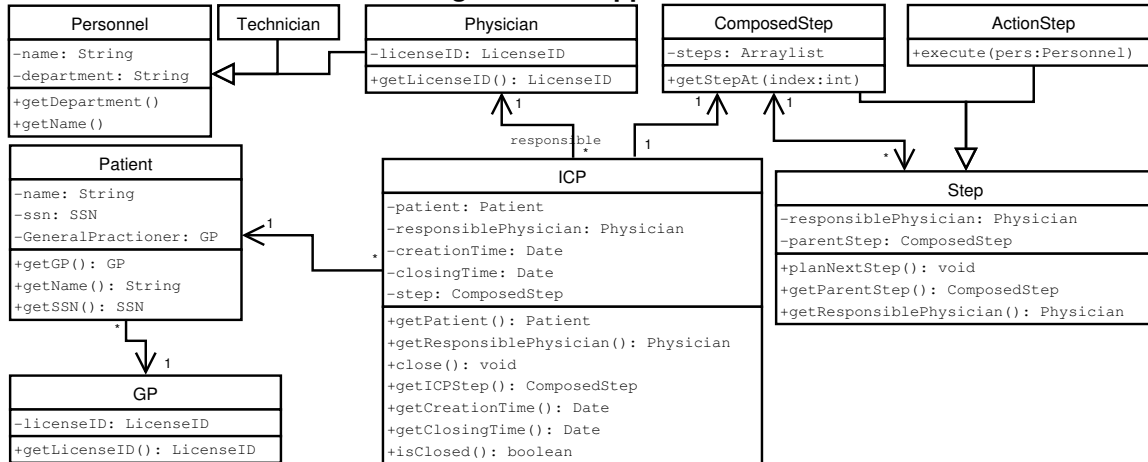 Personnel
-name: String
-department: String
+getDepartment()
+getName()
Technician
Physician
-licenseID: LicenseID
+getLicenseID(): LicenseID
ComposedStep
-steps: Arraylist
+getStepAt(index:int)
ActionStep
+execute(pers:Personnel)
1
responsible
*
1
1
1
*
Patient
-name: String
-ssn: SSN
-GeneralPractioner: GP
+getGP(): GP
+getName(): String
+getSSN(): SSN
1
*
*
1
ICP
-patient: Patient
-responsiblePhysician: Physician
-creationTime: Date
-closingTime: Date
-step: ComposedStep
+getPatient(): Patient
+getResponsiblePhysician(): Physician
+close(): void
+getICPStep(): ComposedStep
+getCreationTime(): Date
+getClosingTime(): Date
+isClosed(): boolean
Step
-responsiblePhysician: Physician
-parentStep: ComposedStep
+planNextStep(): void
+getParentStep(): ComposedStep
+getResponsiblePhysician(): Physician
GP
-licenseID: LicenseID
+getLicenseID(): LicenseID